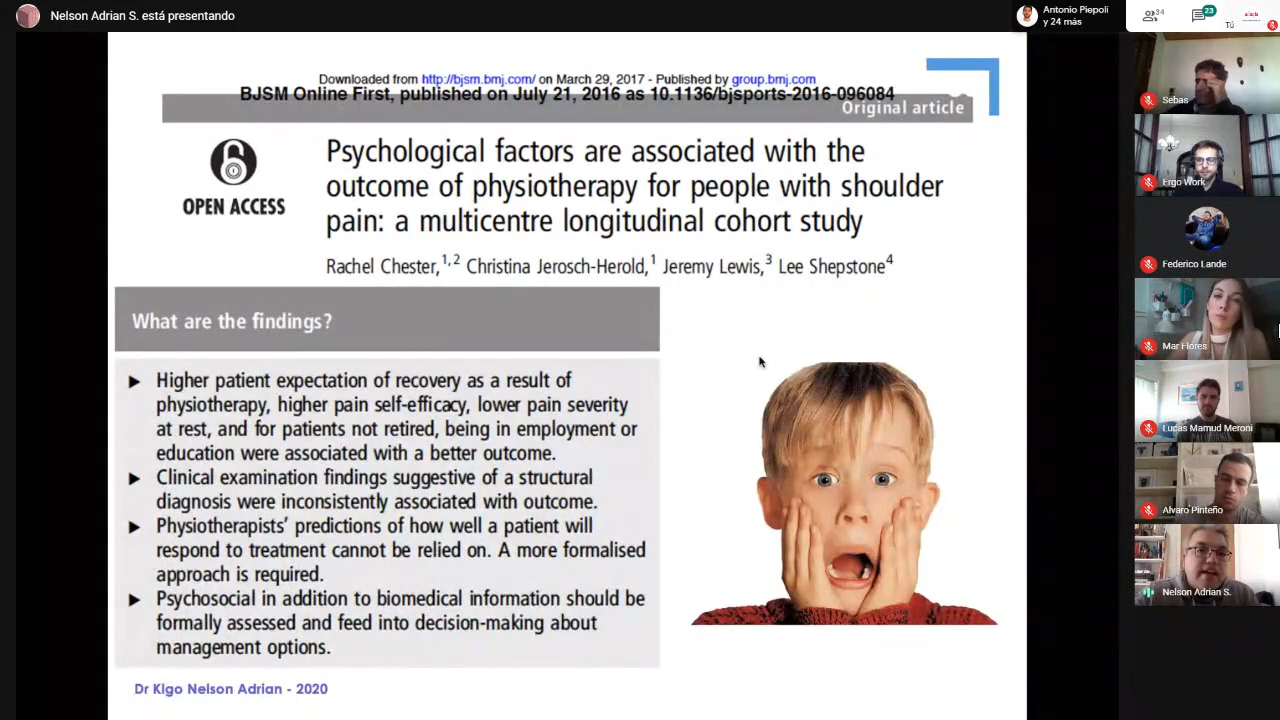 Nelson Adrian S. está presentando
Antonio Piepoli
y 24 más
34
23
Tú
Downloaded from http://bjsm.bmj.com/ on March 29, 2017 - Published by group.bmj.com
BJSM Online First, published on July 21, 2016 as 10.1136/bjsports-2016-096084
Original article
OPEN ACCESS
Psychological factors are associated with the
outcome of physiotherapy for people with shoulder
pain: a multicentre longitudinal cohort study
Rachel Chester,1,2 Christina Jerosch-Herold,1 Jeremy Lewis,3 Lee Shepstone4
What are the findings?
▶ Higher patient expectation of recovery as a result of
physiotherapy, higher pain self-efficacy, lower pain severity
at rest, and for patients not retired, being in employment or
education were associated with a better outcome.
▶ Clinical examination findings suggestive of a structural
diagnosis were inconsistently associated with outcome.
▶ Physiotherapists' predictions of how well a patient will
respond to treatment cannot be relied on. A more formalised
approach is required.
▶ Psychosocial in addition to biomedical information should be
formally assessed and feed into decision-making about
management options.
Dr Klgo Nelson Adrian - 2020
Sebas
Ergo Work
Federico Lande
Mar Flores
Lucas Mamud Meroni
Alvaro Pinteño
Nelson Adrian S.